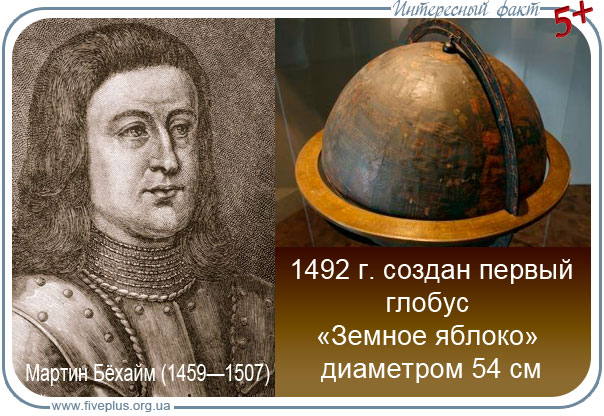 Интересный факт
5+
1492 г. создан первый
глобус
«Земное яблоко»
диаметром 54 см
Мартин Бёхайм (1459—1507)
www.fiveplus.org.ua